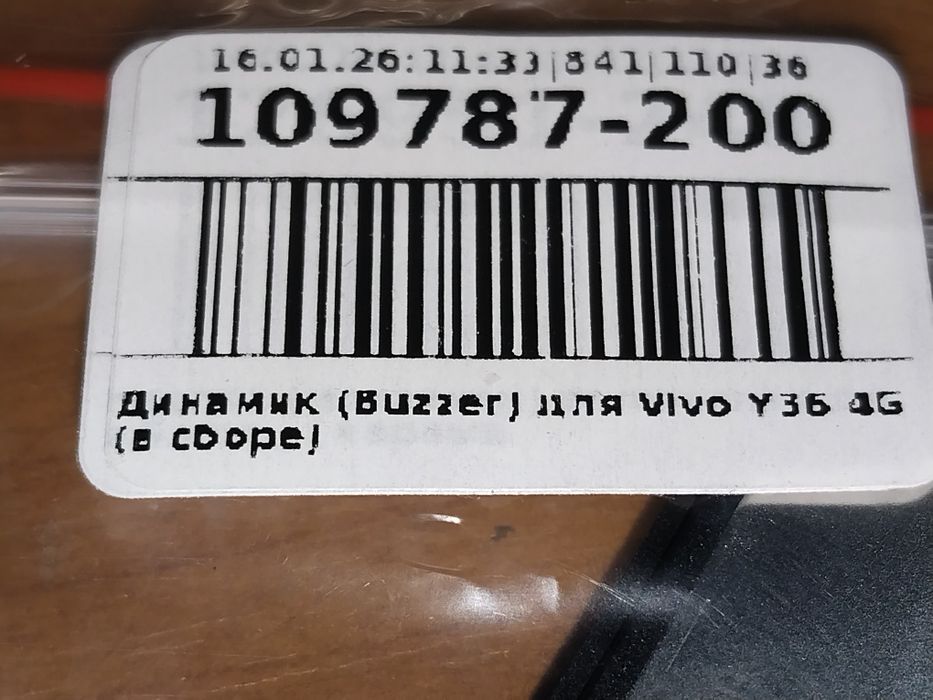 16.01.26:11:33|841|110|36
109787-200
Динамик (Buzzer) для Vivo Y36 4G
(в сборе)